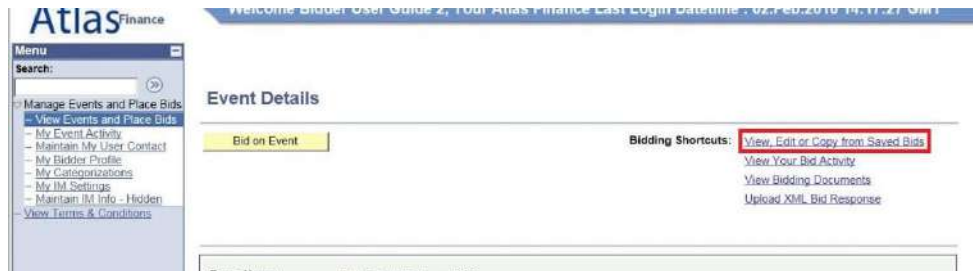 Atlas Finance
Welcome Bidder User Guide 2, Your Atlas Finance Last Login Datetime : 02.Feb.2016 14:17:27 GMT
Menu
Search:
Manage Events and Place Bids
– View Events and Place Bids
– My Event Activity
– Maintain My User Contact
– My Bidder Profile
– My Categorizations
– My IM Settings
– Maintain IM Info - Hidden
– View Terms & Conditions
Event Details
Bid on Event
Bidding Shortcuts: View, Edit or Copy from Saved Bids
View Your Bid Activity
View Bidding Documents
Upload XML Bid Response